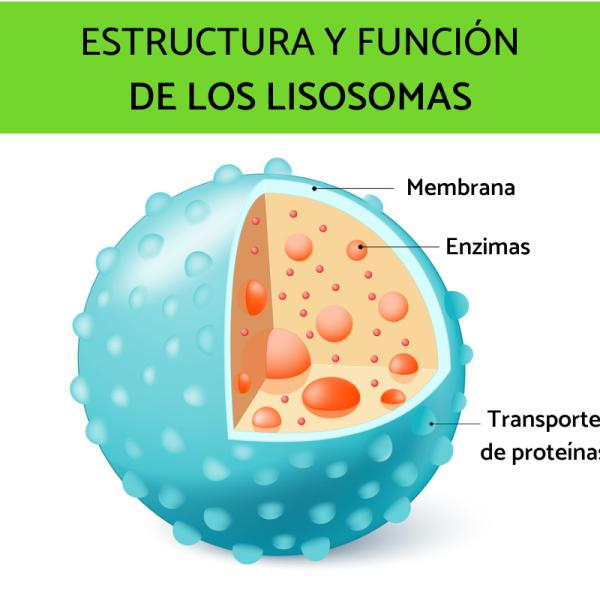 ESTRUCTURA Y FUNCIÓN
DE LOS LISOSOMAS
Membrana
Enzimas
Transporte
de proteínas